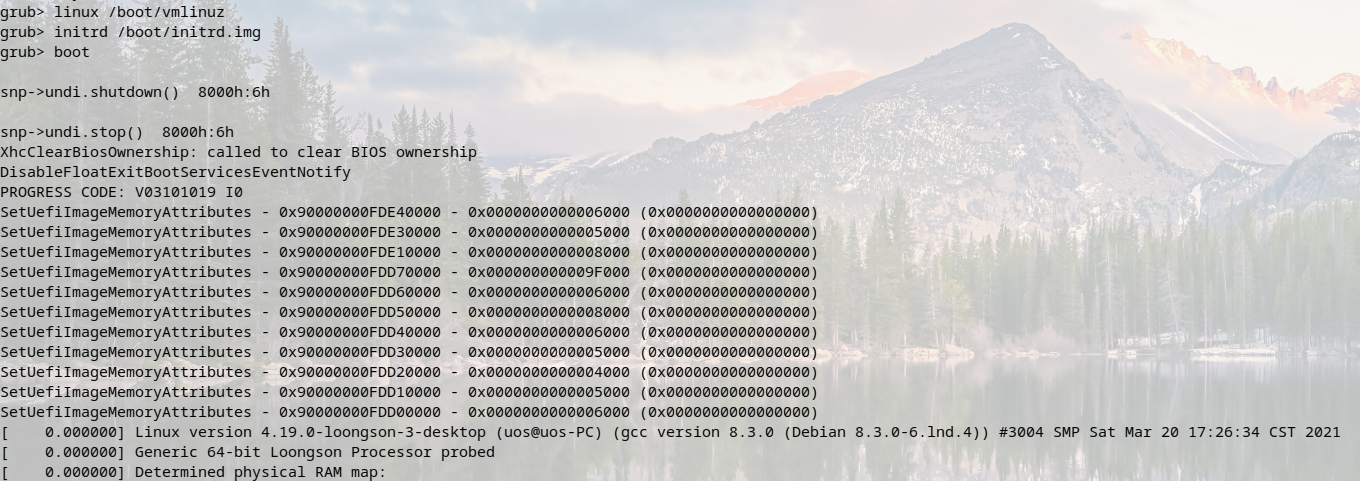 grub> linux /boot/vmlinuz
grub> initrd /boot/initrd.img
grub> boot
snp->undi.shutdown()  8000h:6h
snp->undi.stop()  8000h:6h
XhcClearBiosOwnership: called to clear BIOS ownership
DisableFloatExitBootServicesEventNotify
PROGRESS CODE: V03101019 I0
SetUefiImageMemoryAttributes - 0x90000000FDE40000 - 0x0000000000006000 (0x0000000000000000)
SetUefiImageMemoryAttributes - 0x90000000FDE30000 - 0x0000000000005000 (0x0000000000000000)
SetUefiImageMemoryAttributes - 0x90000000FDE10000 - 0x0000000000008000 (0x0000000000000000)
SetUefiImageMemoryAttributes - 0x90000000FDD70000 - 0x000000000009F000 (0x0000000000000000)
SetUefiImageMemoryAttributes - 0x90000000FDD60000 - 0x0000000000006000 (0x0000000000000000)
SetUefiImageMemoryAttributes - 0x90000000FDD50000 - 0x0000000000008000 (0x0000000000000000)
SetUefiImageMemoryAttributes - 0x90000000FDD40000 - 0x0000000000006000 (0x0000000000000000)
SetUefiImageMemoryAttributes - 0x90000000FDD30000 - 0x0000000000005000 (0x0000000000000000)
SetUefiImageMemoryAttributes - 0x90000000FDD20000 - 0x0000000000004000 (0x0000000000000000)
SetUefiImageMemoryAttributes - 0x90000000FDD10000 - 0x0000000000005000 (0x0000000000000000)
SetUefiImageMemoryAttributes - 0x90000000FDD00000 - 0x0000000000006000 (0x0000000000000000)
[    0.000000] Linux version 4.19.0-loongson-3-desktop (uos@uos-PC) (gcc version 8.3.0 (Debian 8.3.0-6.lnd.4)) #3004 SMP Sat Mar 20 17:26:34 CST 2021
[    0.000000] Generic 64-bit Loongson Processor probed
[    0.000000] Determined physical RAM map: